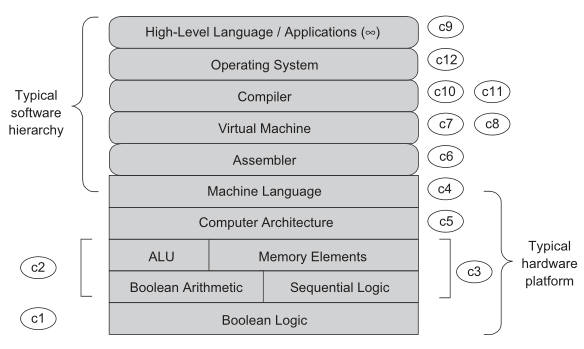 High-Level Language / Applications (∞)
c9
Operating System
c12
Compiler
c10
c11
Typical
software
hierarchy
Virtual Machine
c7
c8
Assembler
c6
Machine Language
c4
Computer Architecture
c5
ALU
Memory Elements
c2
c3
Typical
hardware
platform
Boolean Arithmetic
Sequential Logic
c1
Boolean Logic